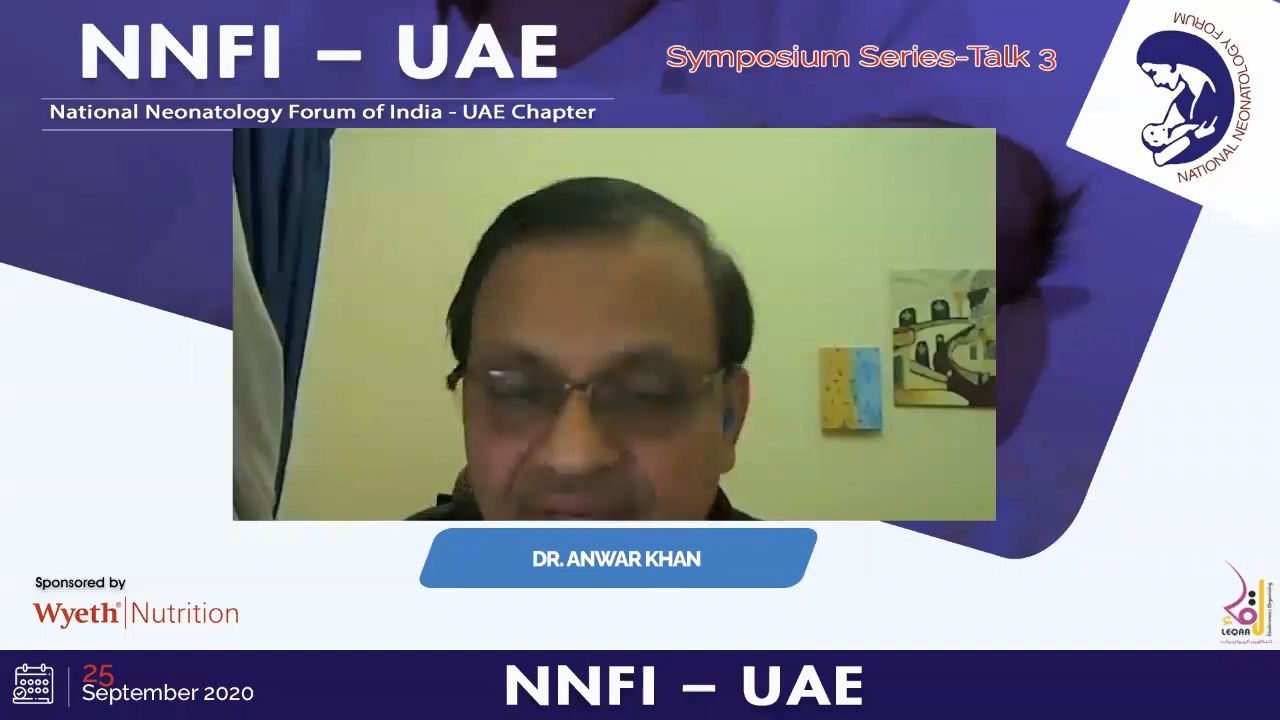 NNFI – UAE
Symposium Series-Talk 3
National Neonatology Forum of India - UAE Chapter
NATIONAL NEONATOLOGY FORUM
DR. ANWAR KHAN
Sponsored by
Wyeth® Nutrition
LEQAA
25
September 2020
NNFI – UAE